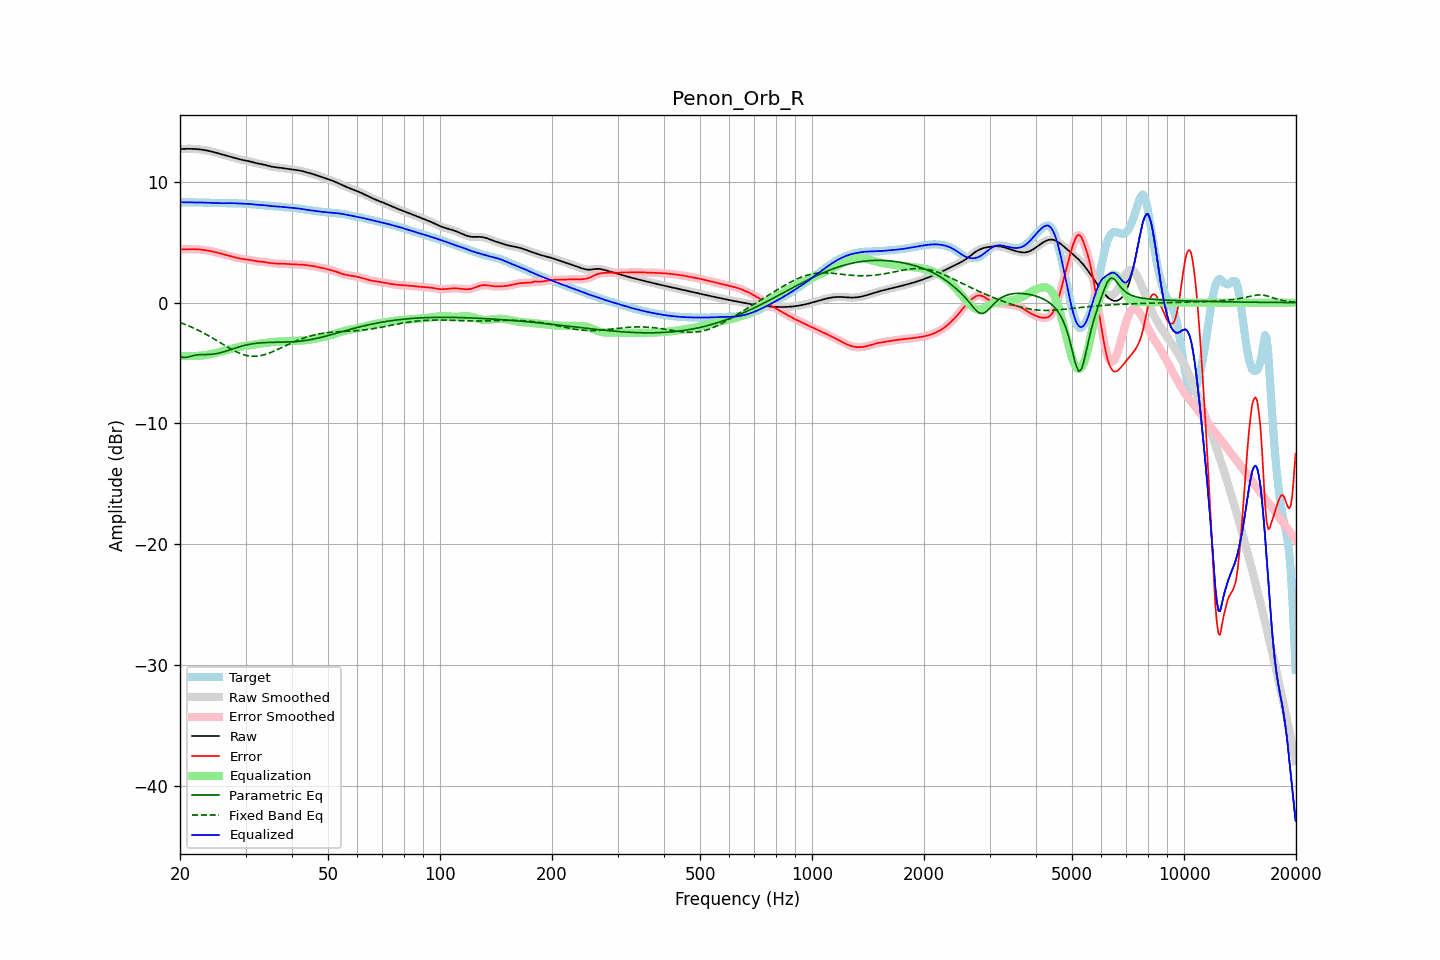 Penon_Orb_R
Amplitude (dBr)
10
0
−10
−20
−30
−40
Target
Raw Smoothed
Error Smoothed
Raw
Error
Equalization
Parametric Eq
Fixed Band Eq
Equalized
20 50 100 200 500 1000 2000 5000 10000 20000
Frequency (Hz)